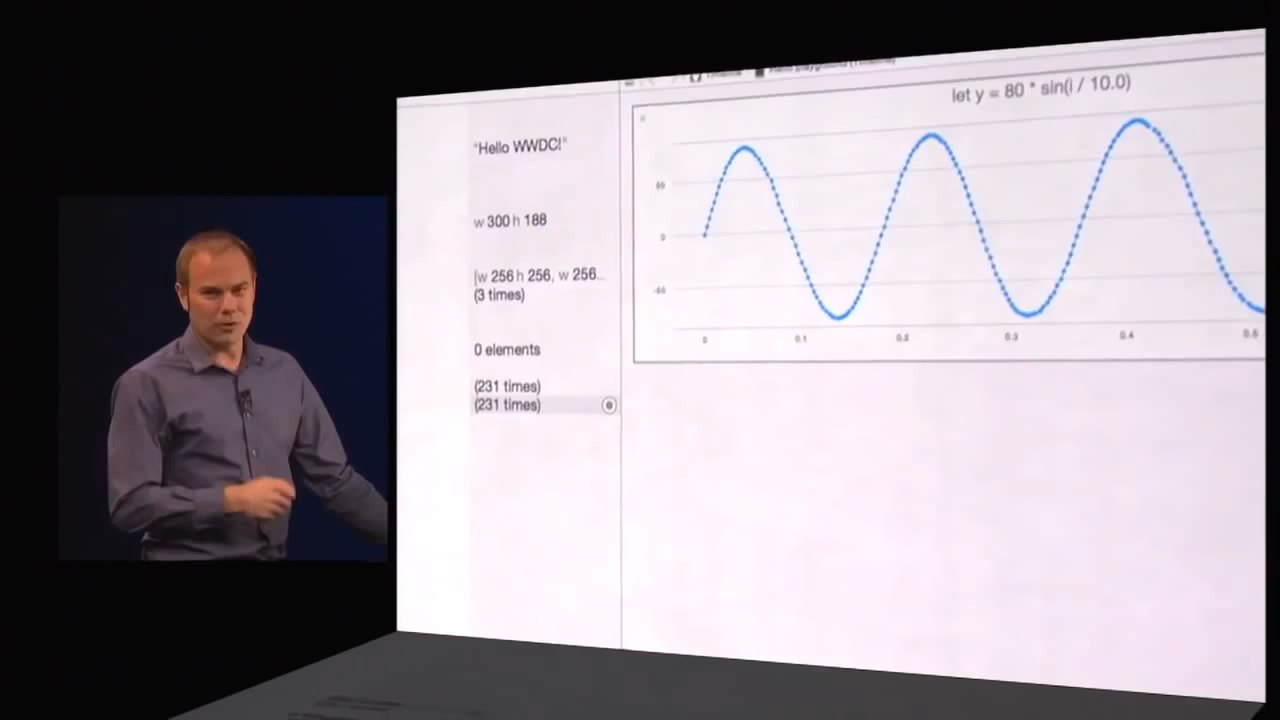 "Hello WWDC!"
w 300 h 188
[w 256 h 256, w 256...
(3 times)
0 elements
(231 times)
(231 times)
let y = 80 * sin(i / 10.0)
0
0
0.1
0.2
0.3
0.4
0.5